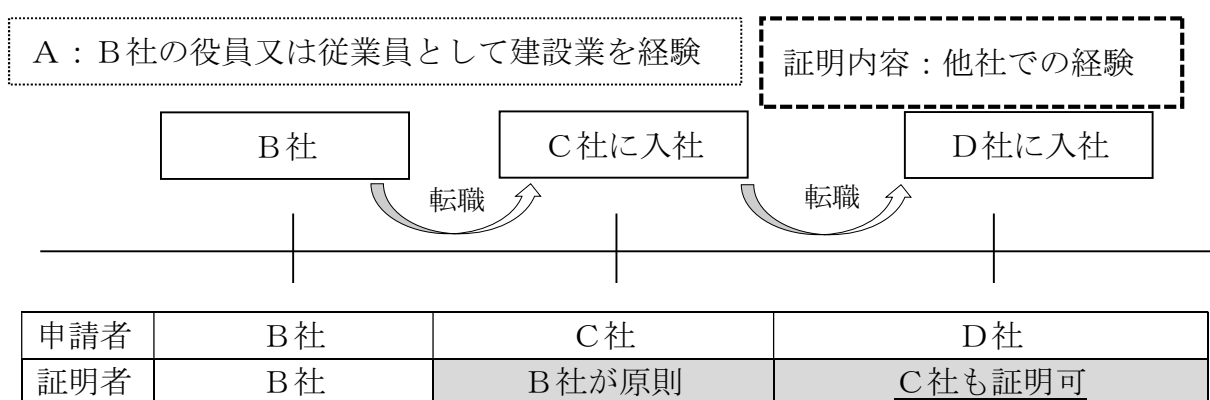 A：B社の役員又は従業員として建設業を経験
証明内容：他社での経験
B社
C社に入社
D社に入社
転職
転職
申請者 B社 C社 D社
証明者 B社 B社が原則 C社も証明可